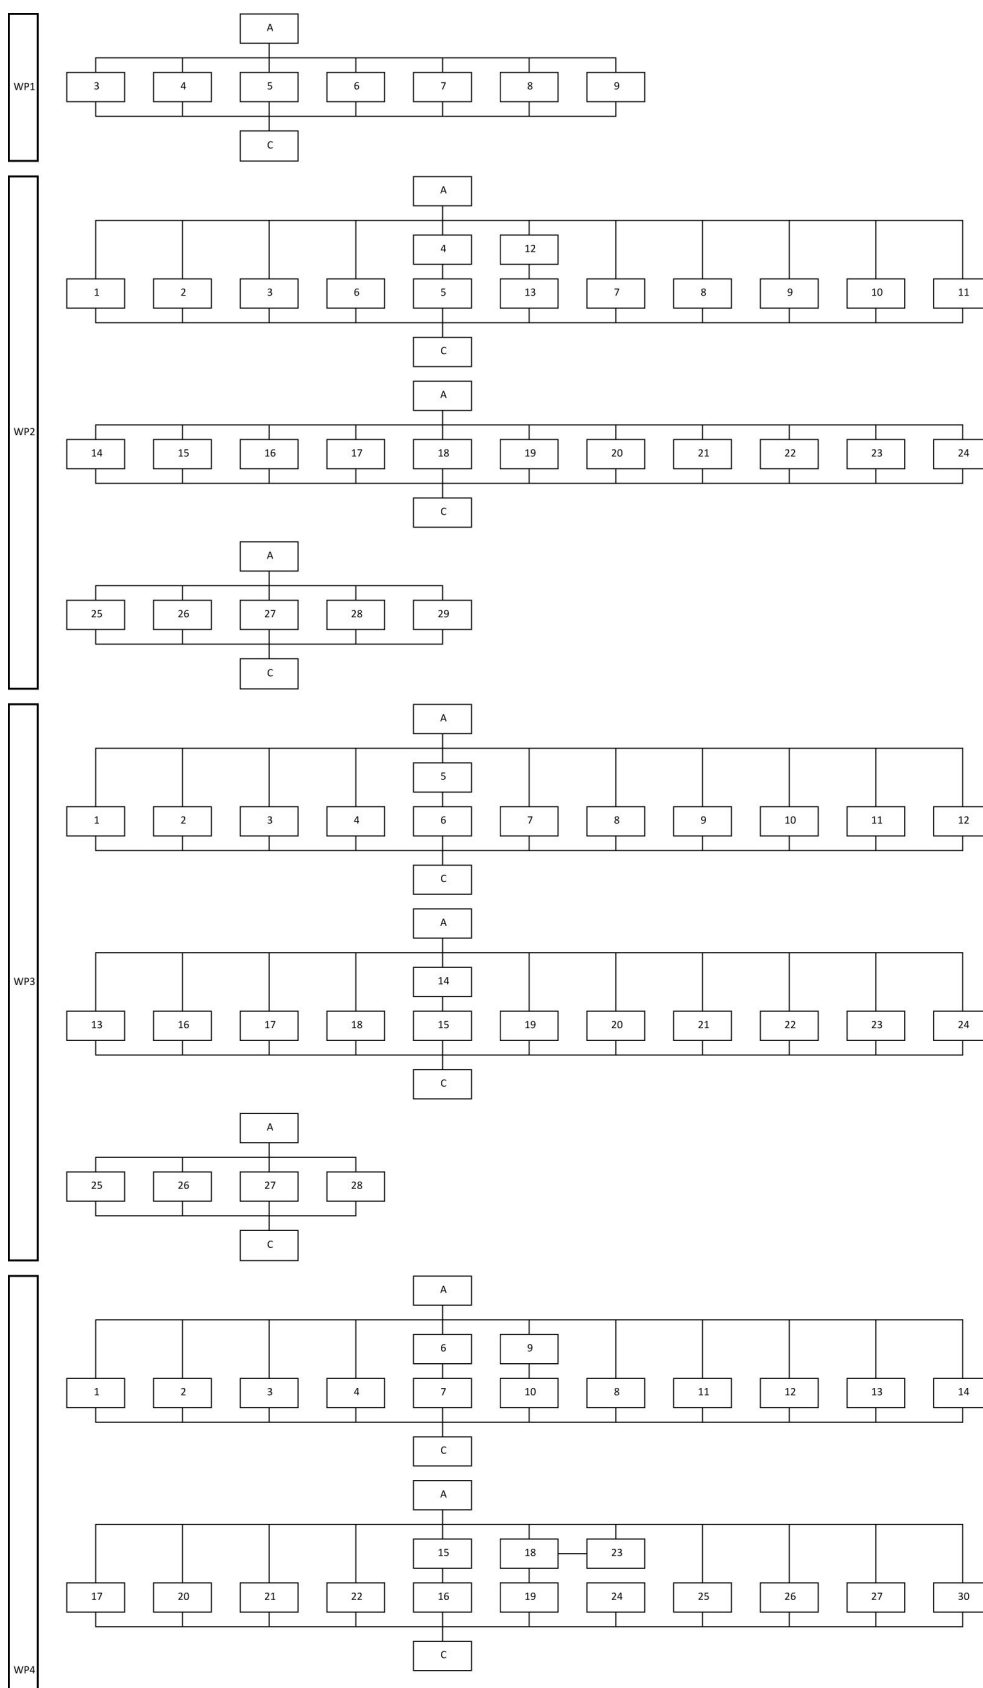 A
WP1
3 4 5 6 7 8 9
C
A
4 12
1 2 3 6 5 13 7 8 9 10 11
C
A
WP2
14 15 16 17 18 19 20 21 22 23 24
C
A
25 26 27 28 29
C
A
5
1 2 3 4 6 7 8 9 10 11 12
C
A
14
WP3
13 16 17 18 15 19 20 21 22 23 24
C
A
25 26 27 28
C
A
6 9
1 2 3 4 7 10 8 11 12 13 14
C
A
15 18 23
17 20 21 22 16 19 24 25 26 27 30
C
WP4